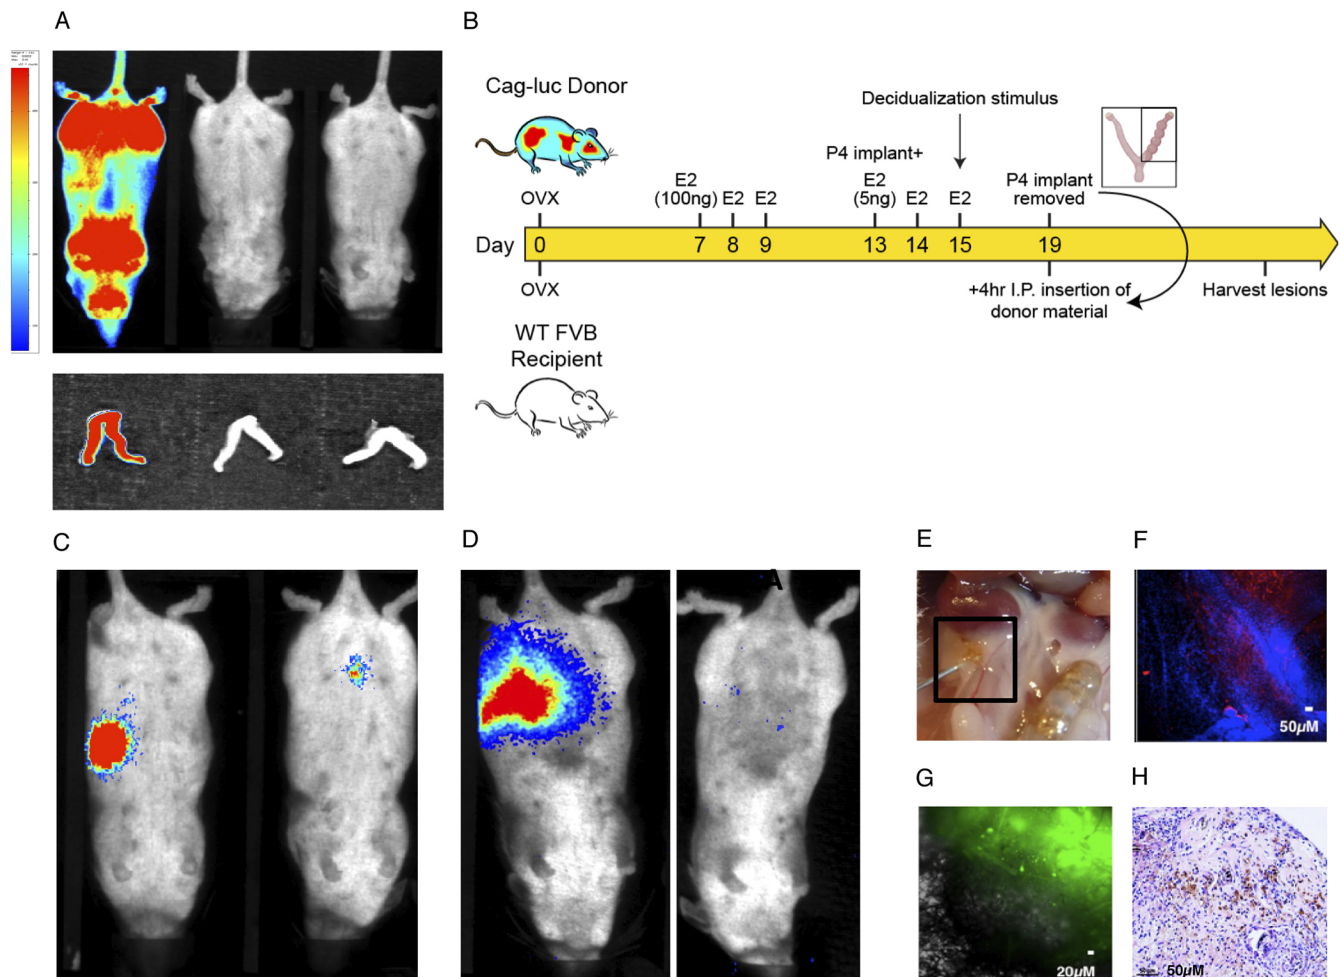 A
B
Cag-luc Donor
Decidualization stimulus
P4 implant+
OVX
E2
(100ng)
E2
E2
E2
(5ng)
E2
E2
P4 implant
removed
Day
0
7
8
9
13
14
15
19
OVX
+4hr I.P. insertion of
donor material
Harvest lesions
WT FVB
Recipient
C
D
A
E
F
50µM
G
H
20µM
50µM